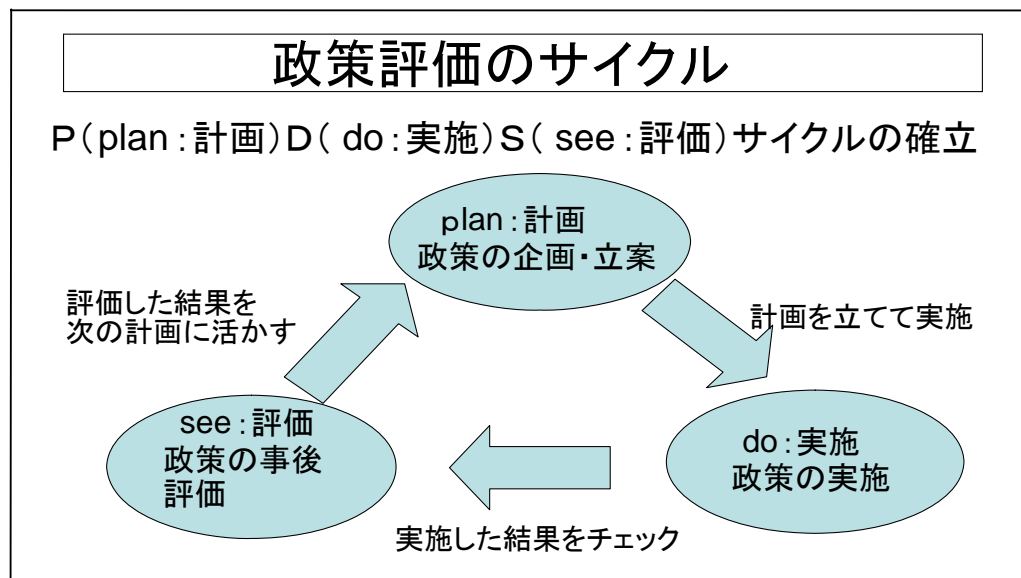 政策評価のサイクル
P(plan:計画)D( do:実施)S( see:評価)サイクルの確立
plan:計画
政策の企画・立案
評価した結果を
次の計画に活かす
計画を立てて実施
see:評価
政策の事後
評価
do:実施
政策の実施
実施した結果をチェック